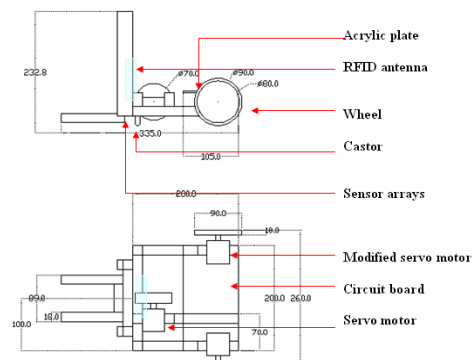 Acrylic plate
232.8
RFID antenna
ø70.0
ø90.0
ø80.0
Wheel
335.0
Castor
105.0
200.0
Sensor arrays
90.0
10.0
Modified servo motor
89.0
200.0
260.0
Circuit board
18.0
100.0
70.0
Servo motor